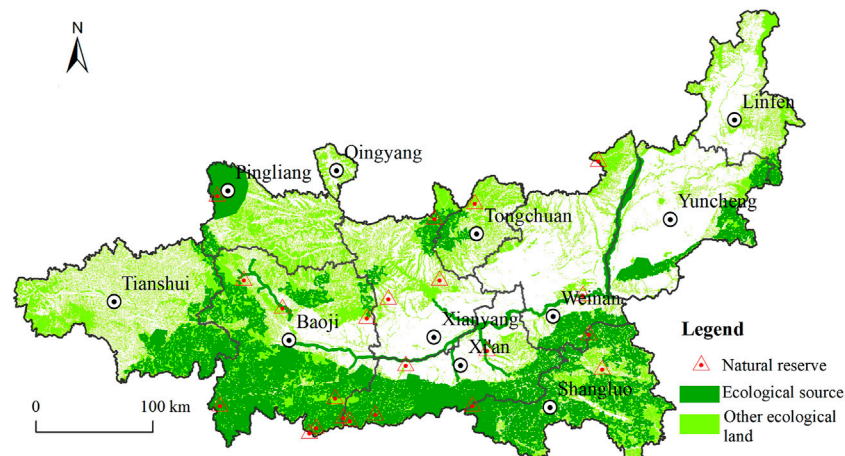 N
Linfen
Qingyang
Pingliang
Yuncheng
Tongchuan
Tianshui
Weinan
Xianyang
Baoji
Xi'an
Legend
Natural reserve
Shangluo
Ecological source
0 100 km
Other ecological
land